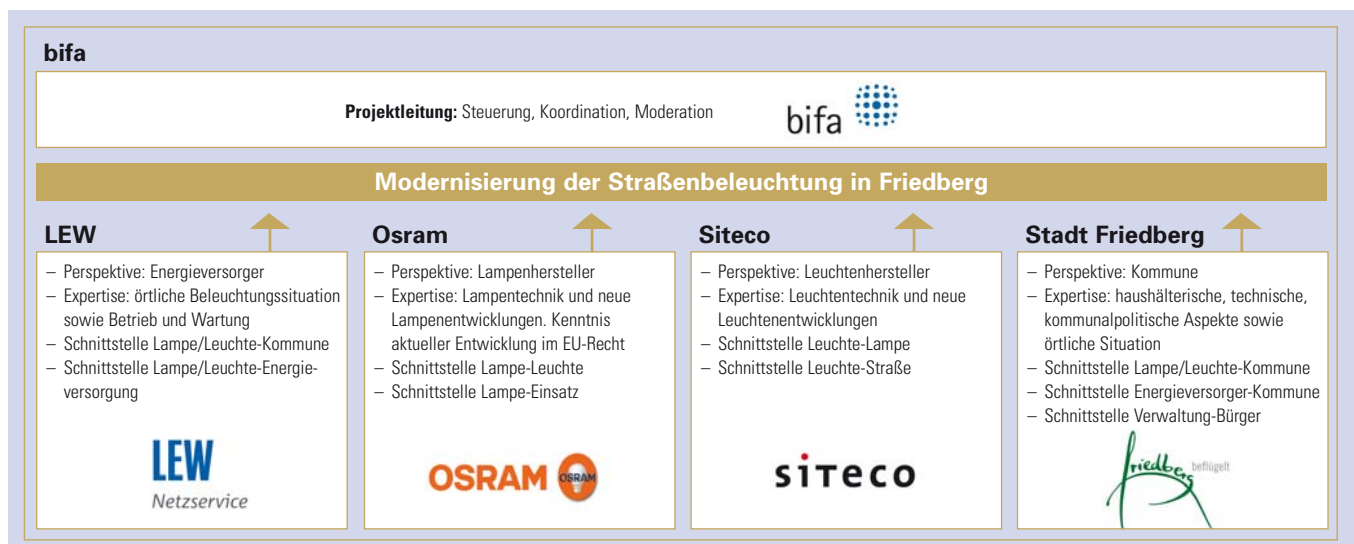 bifa
Projektleitung: Steuerung, Koordination, Moderation
bifa
Modernisierung der Straßenbeleuchtung in Friedberg
LEW
– Perspektive: Energieversorger
– Expertise: örtliche Beleuchtungssituation
sowie Betrieb und Wartung
– Schnittstelle Lampe/Leuchte-Kommune
– Schnittstelle Lampe/Leuchte-Energie-
versorgung
LEW
Netzservice
Osram
– Perspektive: Lampenhersteller
– Expertise: Lampentechnik und neue
Lampenentwicklungen. Kenntnis
aktueller Entwicklung im EU-Recht
– Schnittstelle Lampe-Leuchte
– Schnittstelle Lampe-Einsatz
OSRAM
OSRAM
Siteco
– Perspektive: Leuchtenhersteller
– Expertise: Leuchtentechnik und neue
Leuchtenentwicklungen
– Schnittstelle Leuchte-Lampe
– Schnittstelle Leuchte-Straße
siteco
Stadt Friedberg
– Perspektive: Kommune
– Expertise: haushälterische, technische,
kommunalpolitische Aspekte sowie
örtliche Situation
– Schnittstelle Lampe/Leuchte-Kommune
– Schnittstelle Energieversorger-Kommune
– Schnittstelle Verwaltung-Bürger
friedberg beflügelt